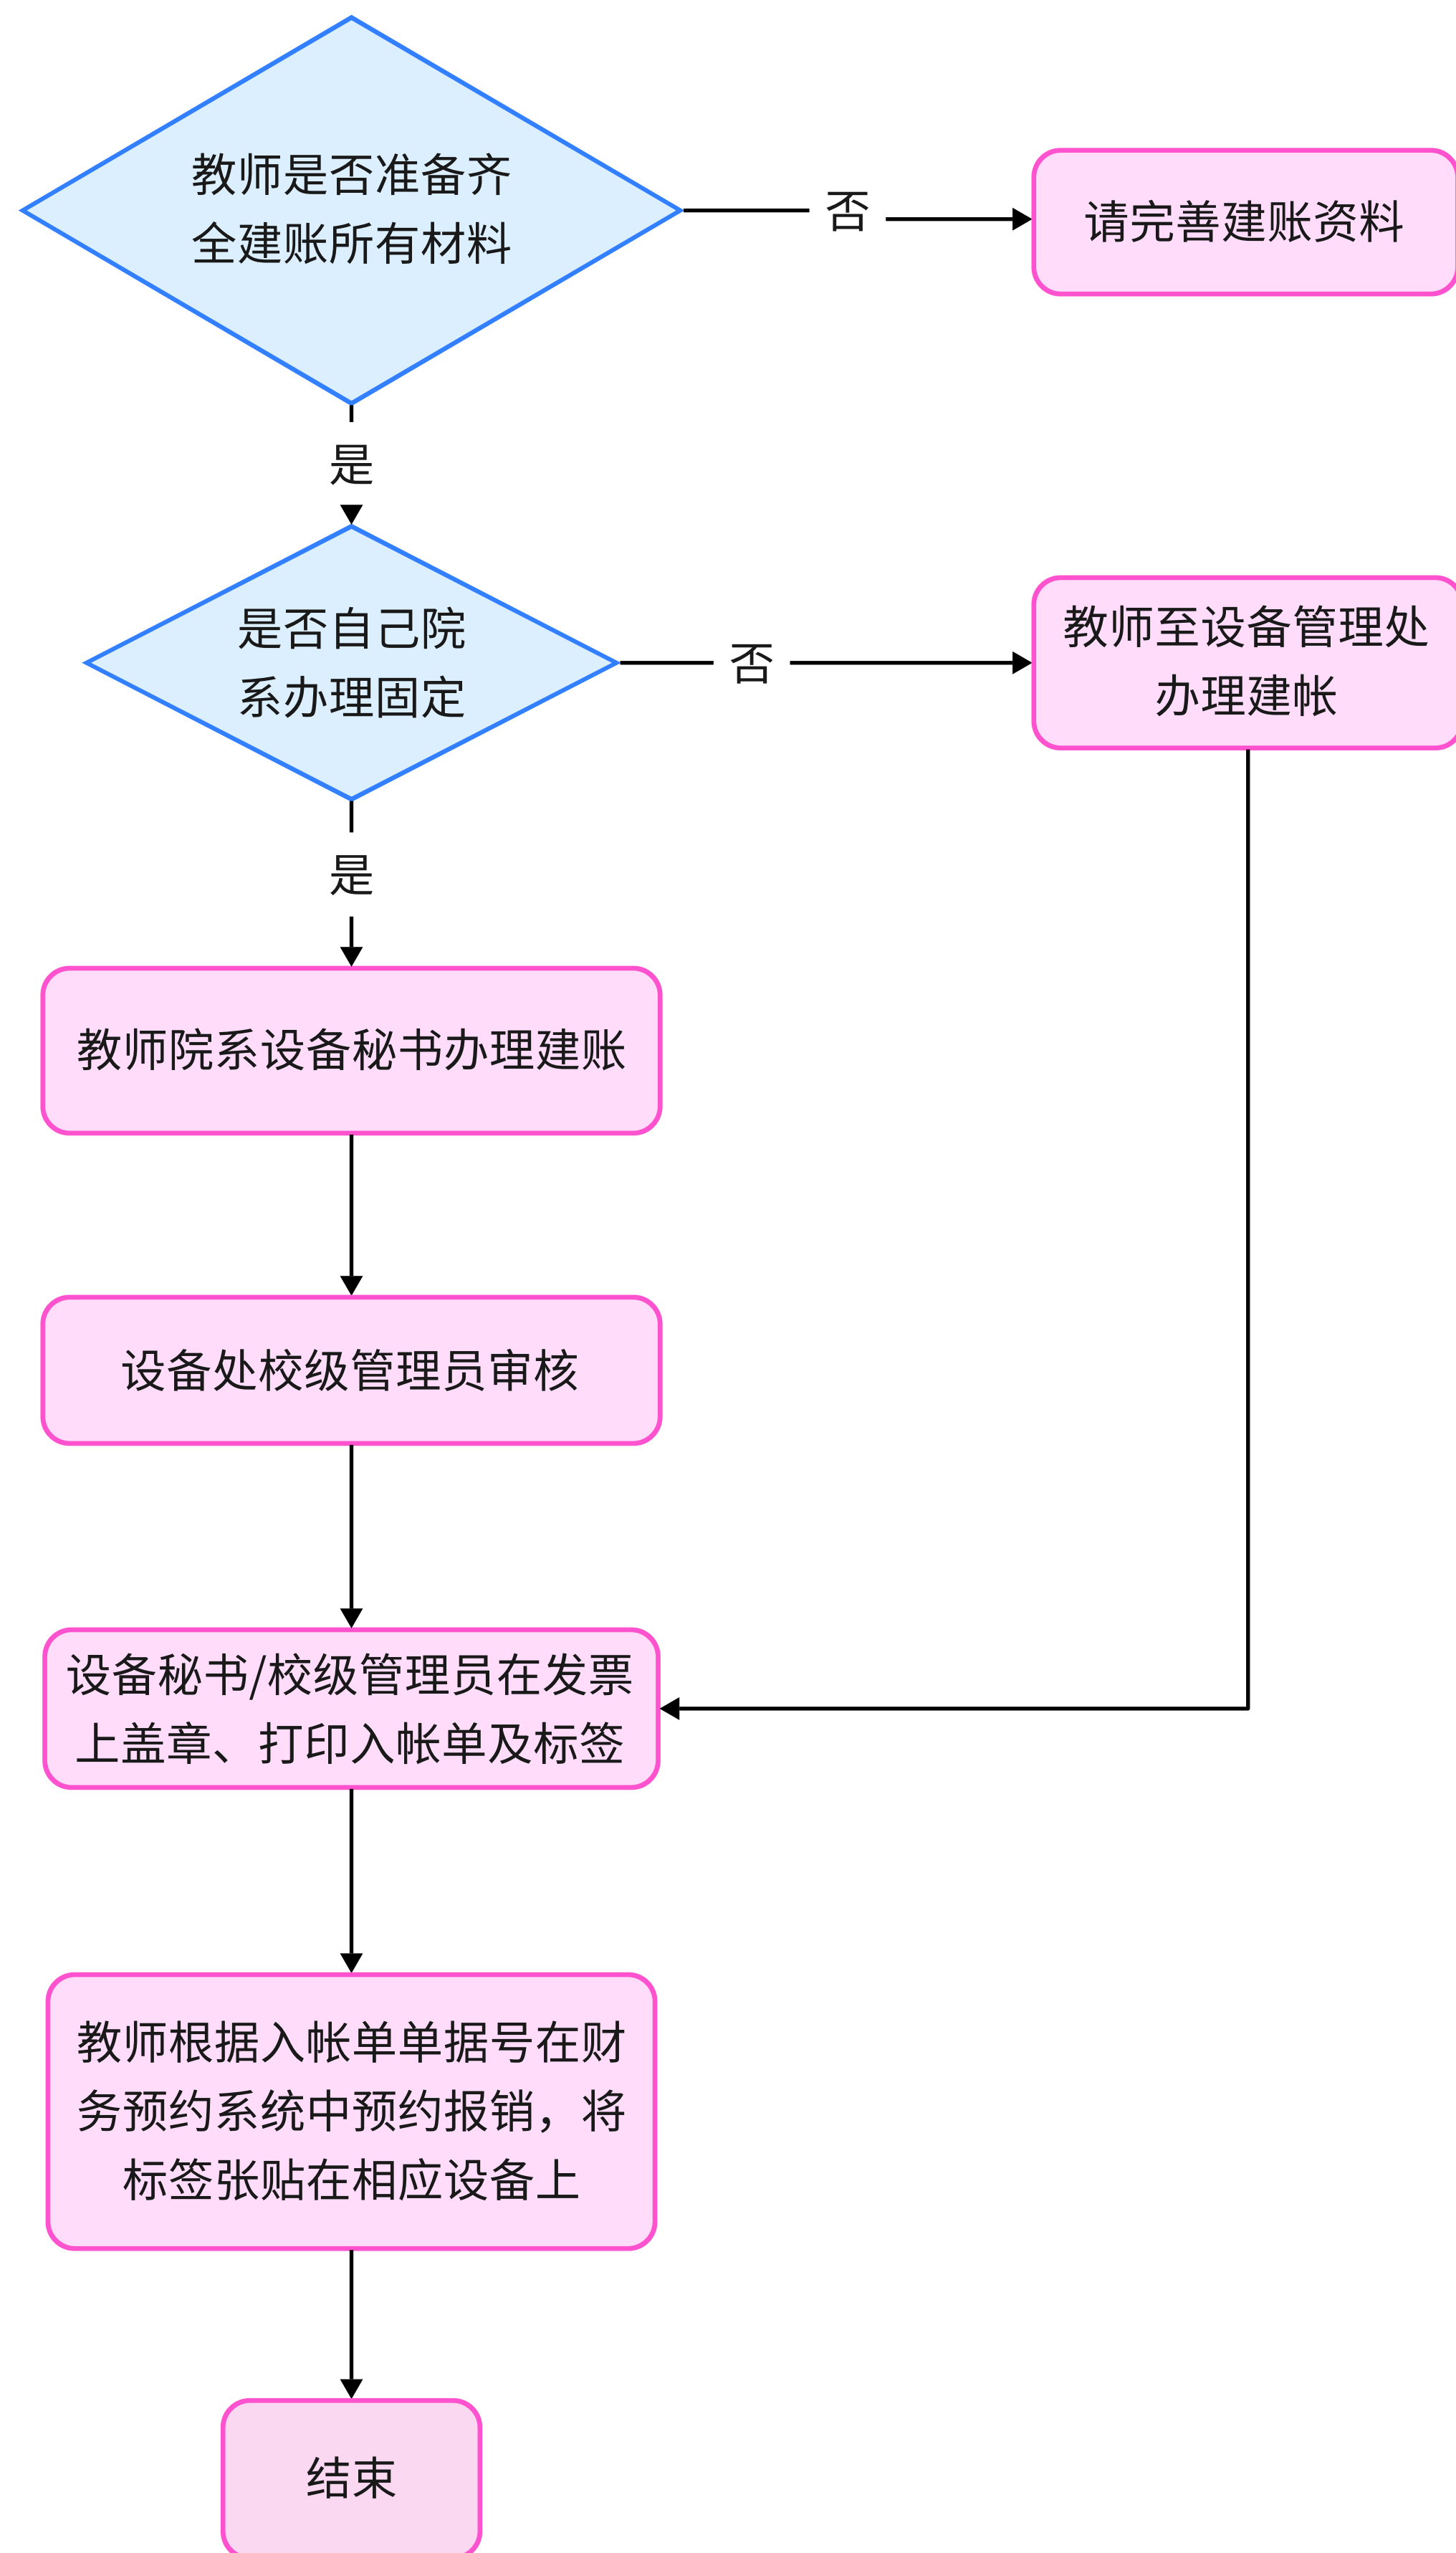 教师是否准备齐
全建账所有材料
否
请完善建账资料
是
是否自己院
系办理固定
否
教师至设备管理处
办理建帐
是
教师院系设备秘书办理建账
设备处校级管理员审核
设备秘书/校级管理员在发票
上盖章、打印入帐单及标签
教师根据入帐单单据号在财
务预约系统中预约报销，将
标签张贴在相应设备上
结束